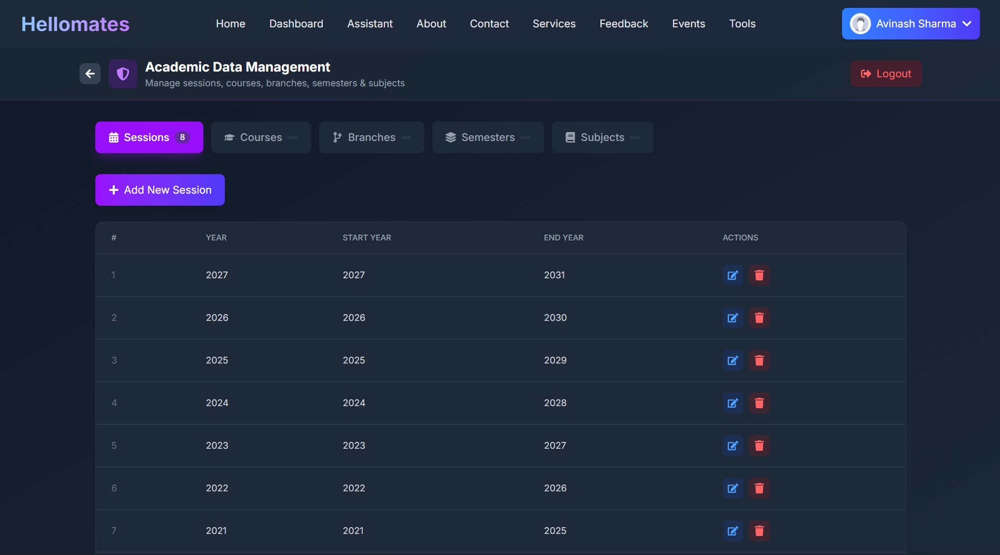 Hellomates
Home Dashboard Assistant About Contact Services Feedback Events Tools
Avinash Sharma
Academic Data Management
Manage sessions, courses, branches, semesters & subjects
Logout
Sessions 8 Courses Branches Semesters Subjects
Add New Session
# YEAR START YEAR END YEAR ACTIONS
1 2027 2027 2031
2 2026 2026 2030
3 2025 2025 2029
4 2024 2024 2028
5 2023 2023 2027
6 2022 2022 2026
7 2021 2021 2025